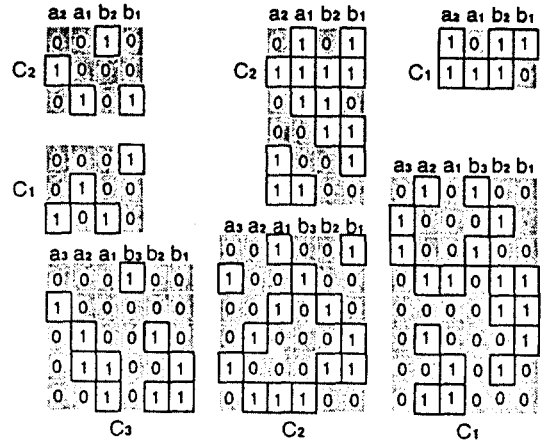 a2 a1 b2 b1
0 0 1 0
C2 1 0 0 0
0 1 0 1
0 0 0 1
C1 0 1 0 0
1 0 1 0
a3 a2 a1 b3 b2 b1
0 0 0 1 0 0
1 0 0 0 0 0
0 1 0 0 1 0
0 1 1 0 0 1
0 0 1 0 1 1
C3
a2 a1 b2 b1
0 1 0 1
C2 1 1 1 1
0 1 1 0
0 0 1 1
1 0 0 1
1 1 0 0
a3 a2 a1 b3 b2 b1
0 0 1 0 0 1
1 0 0 1 0 0
0 0 1 0 1 0
0 1 0 0 0 1
1 0 0 0 1 1
0 1 1 1 0 0
C2
a2 a1 b2 b1
1 0 1 1
C1 1 1 1 0
a3 a2 a1 b3 b2 b1
0 1 0 1 0 0
1 0 0 0 1 0
1 0 0 1 0 0
0 1 1 0 1 1
0 0 0 0 1 1
0 1 0 0 0 1
0 0 1 0 1 0
0 1 1 0 0 0
C1